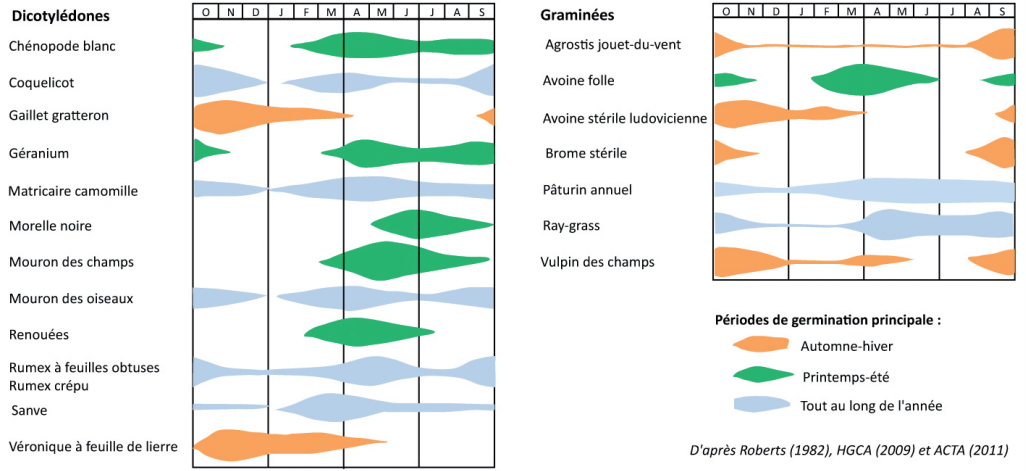 Dicotylédones
O N D J F M A M J J A S
Chénopode blanc
Coquelicot
Gaillet gratteron
Géranium
Matricaire camomille
Morelle noire
Mouron des champs
Mouron des oiseaux
Renouées
Rumex à feuilles obtuses
Rumex crépu
Sanve
Véronique à feuille de lierre
Graminées
O N D J F M A M J J A S
Agrostis jouet-du-vent
Avoine folle
Avoine stérile ludovicienne
Brome stérile
Pâturin annuel
Ray-grass
Vulpin des champs
Périodes de germination principale :
Automne-hiver
Printemps-été
Tout au long de l'année
D'après Roberts (1982), HGCA (2009) et ACTA (2011)